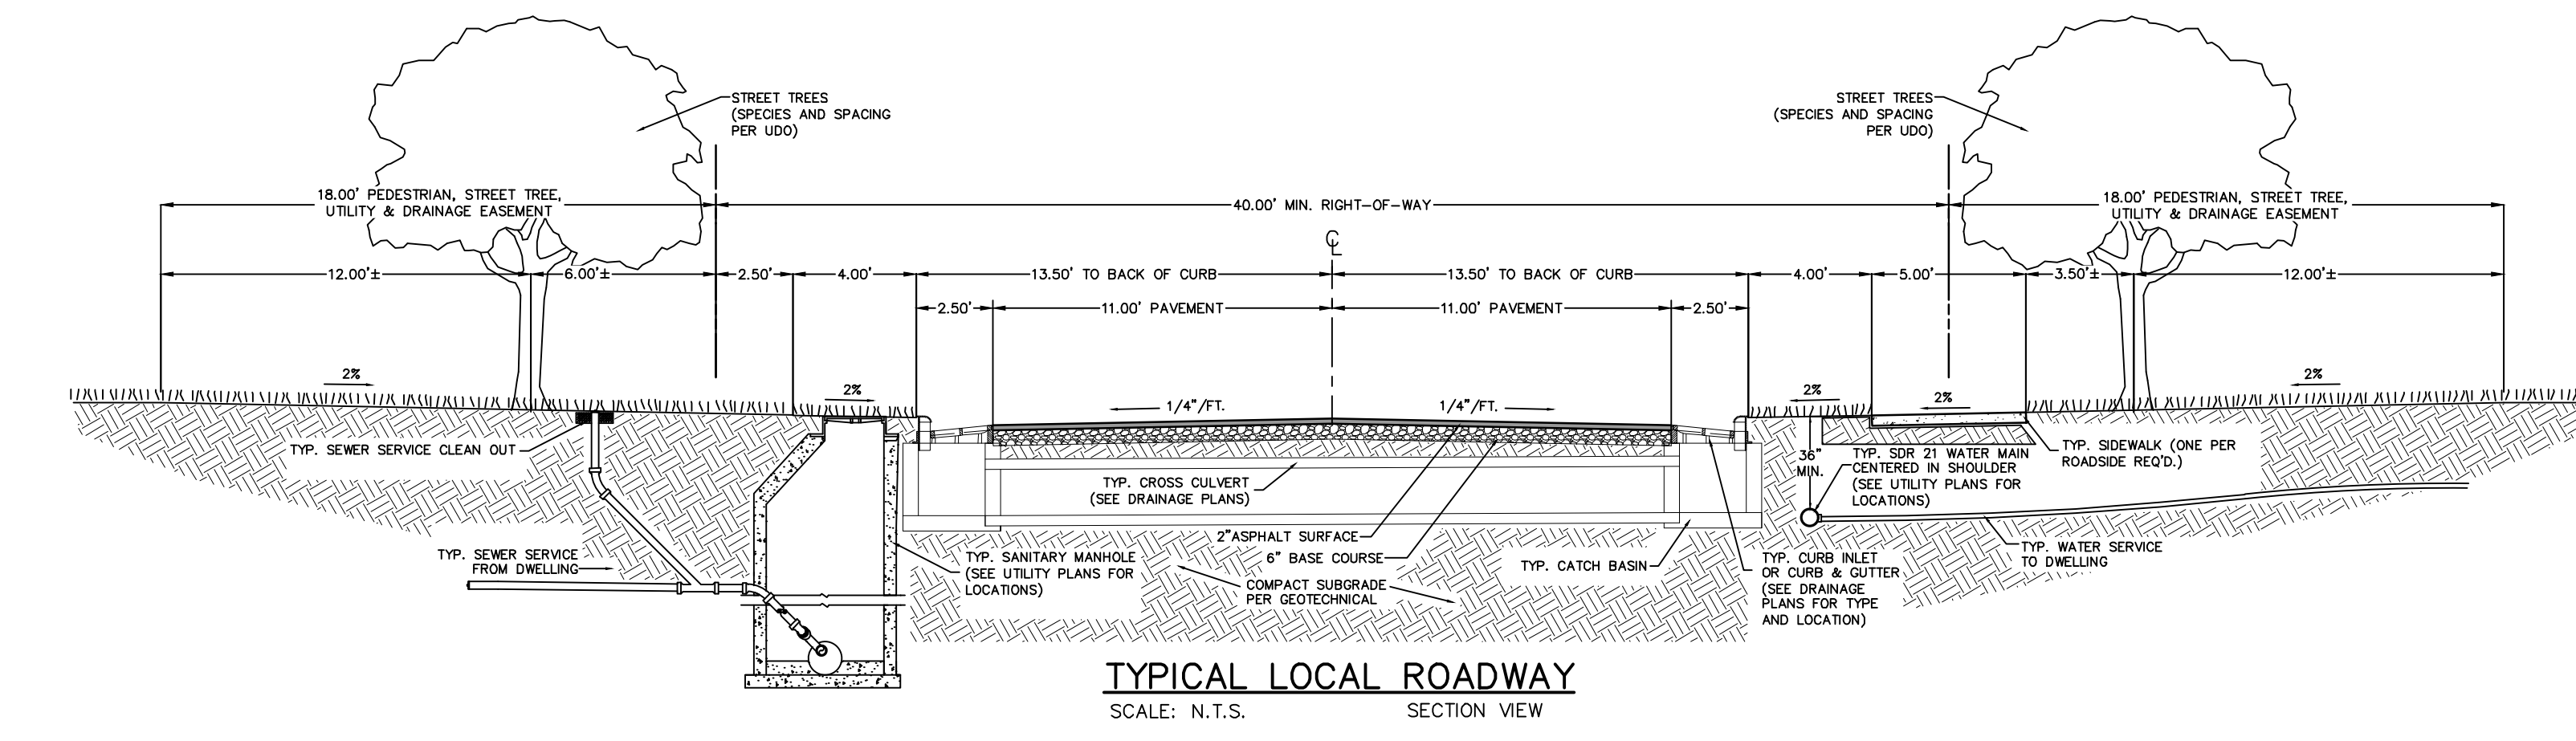 STREET TREES
(SPECIES AND SPACING
PER UDO)
STREET TREES
(SPECIES AND SPACING
PER UDO)
18.00' PEDESTRIAN, STREET TREE,
UTILITY & DRAINAGE EASEMENT
40.00' MIN. RIGHT-OF-WAY
18.00' PEDESTRIAN, STREET TREE,
UTILITY & DRAINAGE EASEMENT
CL
12.00'±
6.00'±
2.50'
4.00'
13.50' TO BACK OF CURB
13.50' TO BACK OF CURB
4.00'
5.00'
3.50'±
12.00'±
2.50'
11.00' PAVEMENT
11.00' PAVEMENT
2.50'
2%
2%
1/4"/FT.
1/4"/FT.
2%
2%
2%
TYP. SEWER SERVICE CLEAN OUT
TYP. SEWER SERVICE
FROM DWELLING
TYP. SANITARY MANHOLE
(SEE UTILITY PLANS FOR
LOCATIONS)
TYP. CROSS CULVERT
(SEE DRAINAGE PLANS)
2"ASPHALT SURFACE
6" BASE COURSE
COMPACT SUBGRADE
PER GEOTECHNICAL
TYP. CATCH BASIN
TYP. CURB INLET
OR CURB & GUTTER
(SEE DRAINAGE
PLANS FOR TYPE
AND LOCATION)
36"
MIN.
TYP. SDR 21 WATER MAIN
CENTERED IN SHOULDER
(SEE UTILITY PLANS FOR
LOCATIONS)
TYP. SIDEWALK (ONE PER
ROADSIDE REQ'D.)
TYP. WATER SERVICE
TO DWELLING
TYPICAL LOCAL ROADWAY
SCALE: N.T.S.
SECTION VIEW